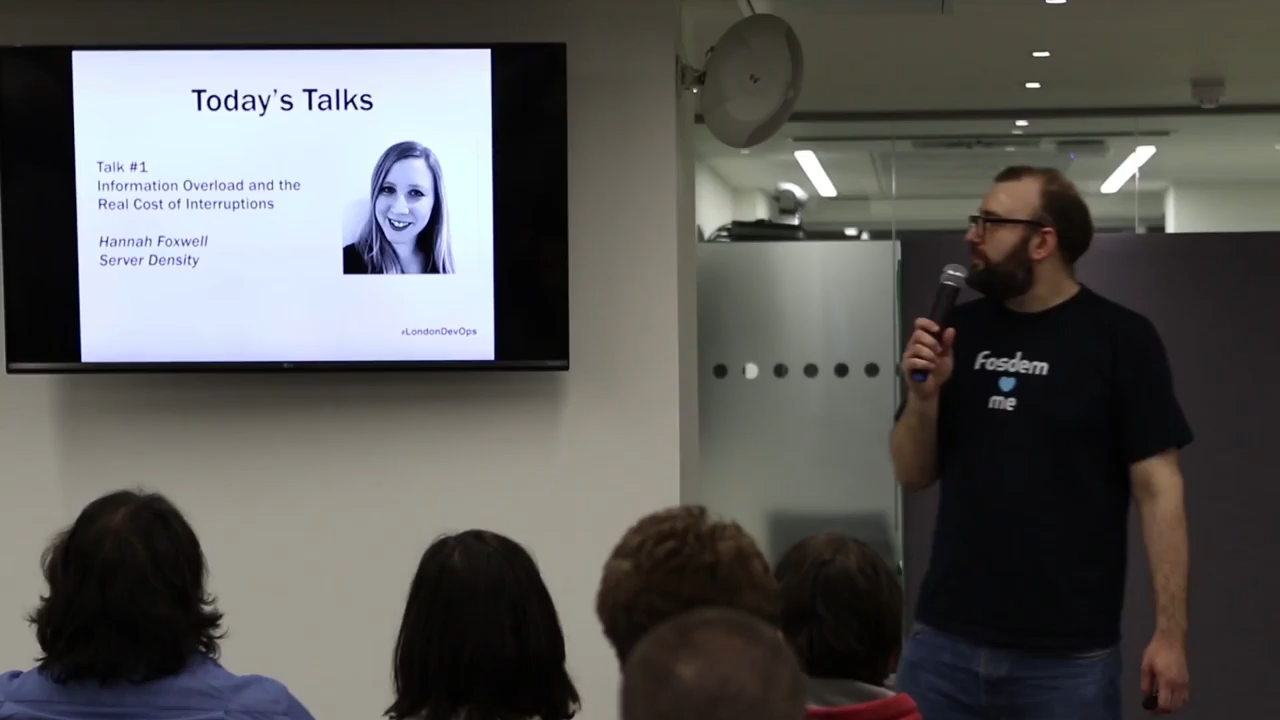 Today's Talks
Talk #1
Information Overload and the
Real Cost of Interruptions
Hannah Foxwell
Server Density
#LondonDevOps
Fosdem
me